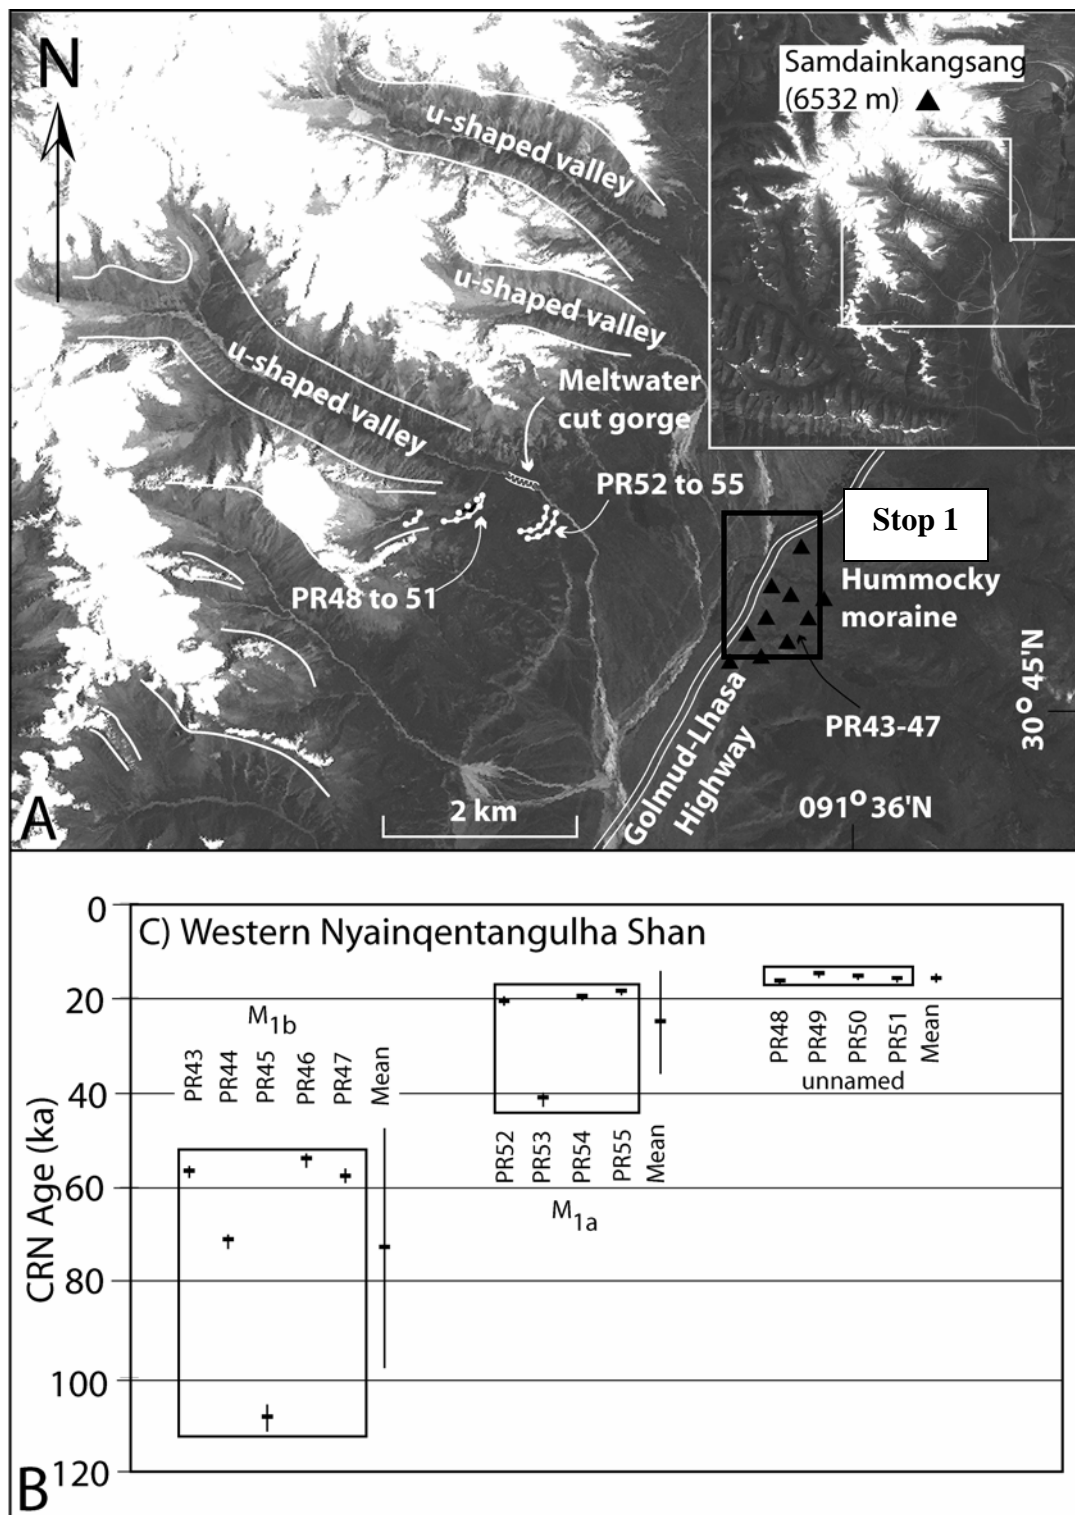 N
Samdainkangsang
(6532 m)
u-shaped valley
u-shaped valley
u-shaped valley
Meltwater
cut gorge
PR52 to 55
PR48 to 51
Stop 1
Hummocky
moraine
PR43-47
Golmud-Lhasa
Highway
30° 45'N
091° 36'N
2 km
A
C) Western Nyainqentangulha Shan
CRN Age (ka)
0
20
40
60
80
100
120
M1b
PR43
PR44
PR45
PR46
PR47
Mean
PR52
PR53
PR54
PR55
Mean
M1a
PR48
PR49
PR50
PR51
Mean
unnamed
B